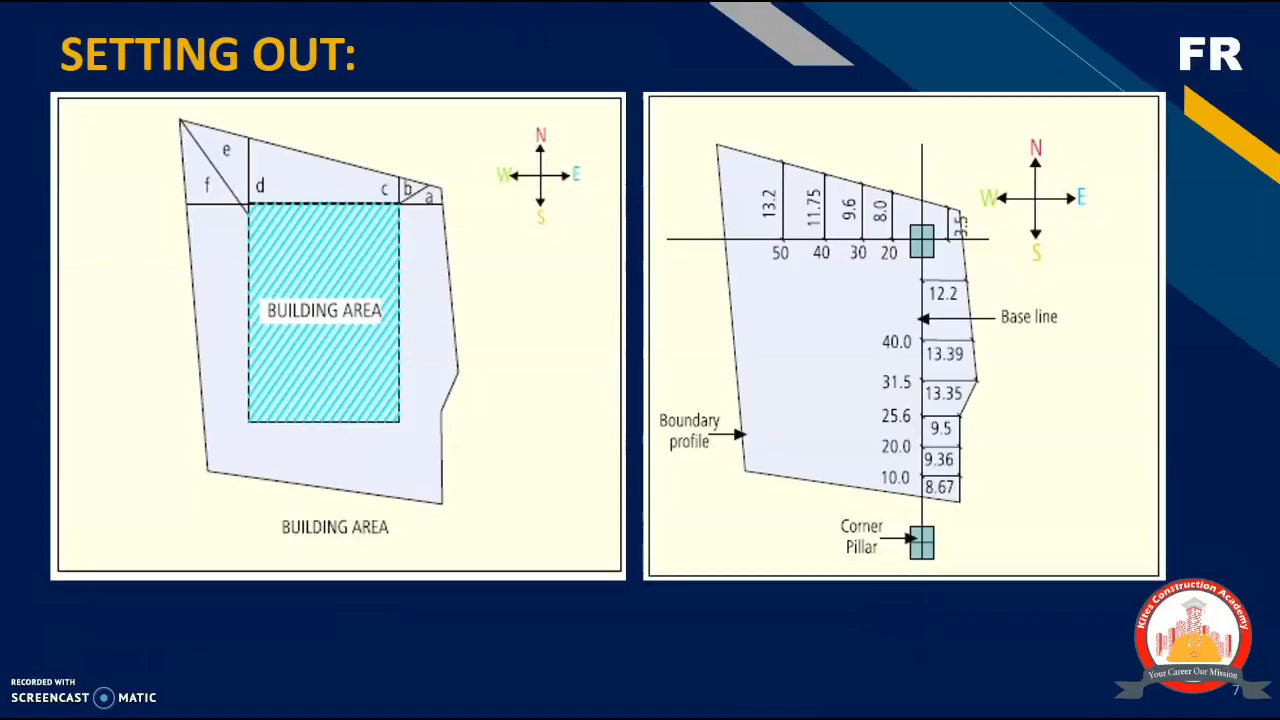 SETTING OUT:
FR
e
f
d
c
b
a
N
W
E
S
BUILDING AREA
BUILDING AREA
N
W
E
S
13.2
11.75
9.6
8.0
3.5
50
40
30
20
12.2
Base line
40.0
13.39
31.5
13.35
25.6
9.5
20.0
9.36
10.0
8.67
Boundary
profile
Corner
Pillar
Kites Construction Academy
Your Career Our Mission
7
RECORDED WITH
SCREENCAST MATIC